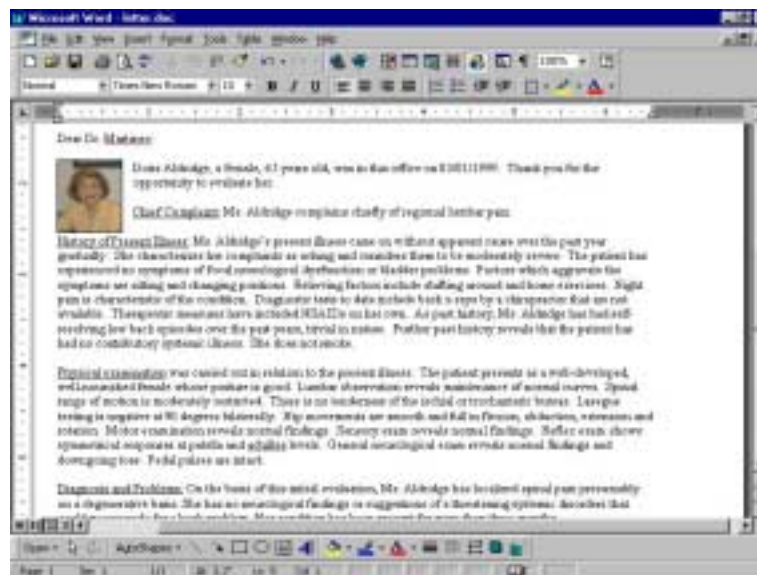 Microsoft Word - letter.doc
File Edit View Insert Format Tools Table Window Help
100%
Normal Times New Roman 10 B I U
Dear Dr.
Doris Aldridge, a female, 63 years old, was in this office on 03/01/1999. Thank you for the
opportunity to evaluate her.
Chief Complaint: Ms. Aldridge complains chiefly of regional lumbar pain.
History of Present Illness: Ms. Aldridge's present illness came on without apparent cause over the past year
gradually. She characterizes her complaints as aching and considers them to be moderately severe. The patient has
experienced no symptoms of focal neurological dysfunction or bladder problems. Factors which aggravate the
symptoms are sitting and changing positions. Relieving factors include shifting around and home exercises. Night
pain is characteristic of the condition. Diagnostic tests to date include back x-rays by a chiropractor that are not
available. Therapeutic measures have included NSAIDs on her own. As past history, Ms. Aldridge has had self-
resolving low back episodes over the past years, trivial in nature. Further past history reveals that the patient has
had no contributory systemic illness. She does not smoke.
Physical examination was carried out in relation to the present illness. The patient presents as a well-developed,
well-nourished female whose posture is good. Lumbar observation reveals maintenance of normal curves. Spinal
range of motion is moderately restricted. There is no tenderness of the ischial or trochanteric bursae. Lasegue
testing is negative at 90 degrees bilaterally. Hip movements are smooth and full in flexion, abduction, extension and
rotation. Motor examination reveals normal findings. Sensory exam reveals normal findings. Reflex exam shows
symmetrical responses at patella and achilles levels. General neurological exam reveals normal findings and
downgoing toes. Pedal pulses are intact.
Diagnosis and Problems: On the basis of this initial evaluation, Ms. Aldridge has localized spinal pain presumably
on a degenerative basis. She has no neurological findings or suggestions of a threatening systemic disorders that
Draw AutoShapes
Page 1 Sec 1 1/1